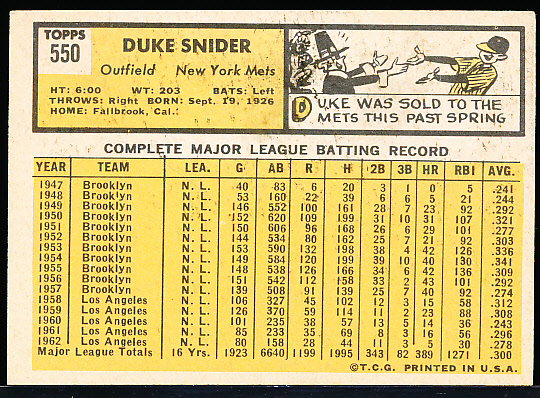 TOPPS
550
DUKE SNIDER
Outfield New York Mets
HT: 6:00 WT: 203 BATS: Left
THROWS: Right BORN: Sept. 19, 1926
HOME: Fallbrook, Cal.
DUKE WAS SOLD TO THE
METS THIS PAST SPRING
COMPLETE MAJOR LEAGUE BATTING RECORD
YEAR TEAM LEA. G AB R H 2B 3B HR RBI AVG.
1947 Brooklyn N. L. 40 83 6 20 3 1 0 5 .241
1948 Brooklyn N. L. 53 160 22 39 6 6 5 21 .244
1949 Brooklyn N. L. 146 552 100 161 28 7 23 92 .292
1950 Brooklyn N. L. 152 620 109 199 31 10 31 107 .321
1951 Brooklyn N. L. 150 606 96 168 26 6 29 101 .277
1952 Brooklyn N. L. 144 534 80 162 25 7 21 92 .303
1953 Brooklyn N. L. 153 590 132 198 38 4 42 126 .336
1954 Brooklyn N. L. 149 584 120 199 39 10 40 130 .341
1955 Brooklyn N. L. 148 538 126 166 34 6 42 136 .309
1956 Brooklyn N. L. 151 542 112 158 33 2 43 101 .292
1957 Brooklyn N. L. 139 508 91 139 25 7 40 92 .274
1958 Los Angeles N. L. 106 327 45 102 12 3 15 58 .312
1959 Los Angeles N. L. 126 370 59 114 11 2 23 88 .308
1960 Los Angeles N. L. 101 235 38 57 13 5 14 36 .243
1961 Los Angeles N. L. 85 233 35 69 8 3 16 56 .296
1962 Los Angeles N. L. 80 158 28 44 11 3 5 30 .278
Major League Totals 16 Yrs. 1923 6640 1199 1995 343 82 389 1271 .300
©T.C.G. PRINTED IN U.S.A.